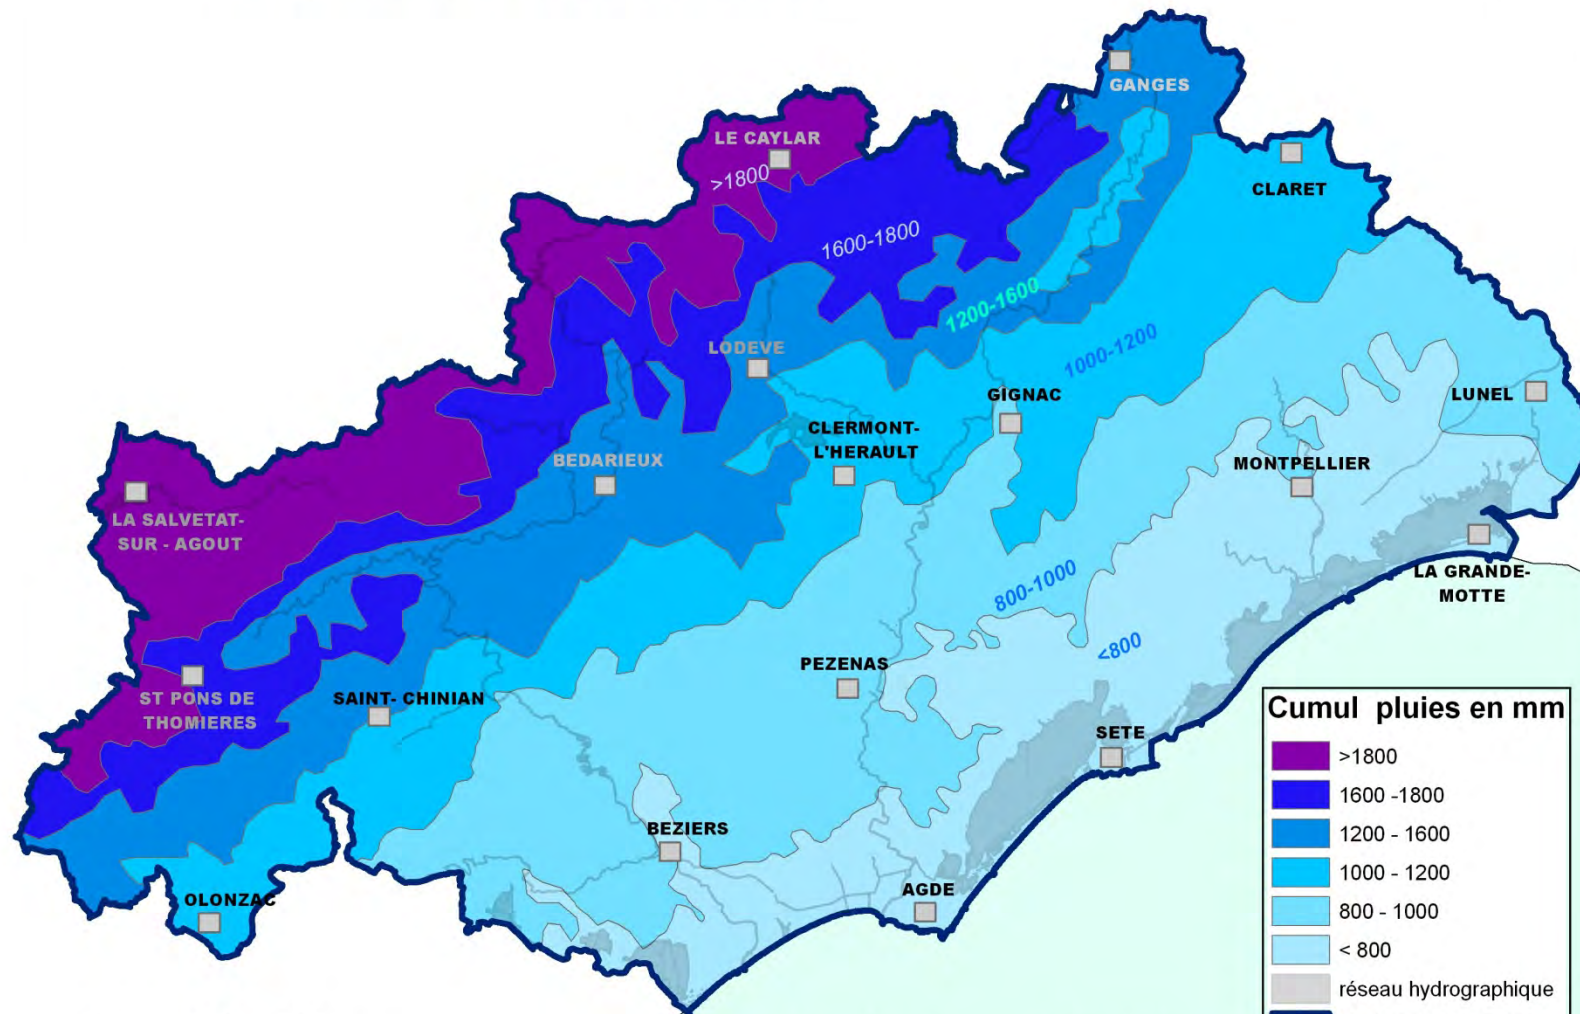 GANGES
LE CAYLAR
>1800
CLARET
1600-1800
1200-1600
1000-1200
LODEVE
GIGNAC
LUNEL
CLERMONT-
L'HERAULT
BEDARIEUX
MONTPELLIER
LA SALVETAT-
SUR - AGOUT
800-1000
LA GRANDE-
MOTTE
<800
PEZENAS
ST PONS DE
THOMIERES
SAINT- CHINIAN
SETE
BEZIERS
AGDE
OLONZAC
Cumul pluies en mm
>1800
1600 -1800
1200 - 1600
1000 - 1200
800 - 1000
< 800
réseau hydrographique